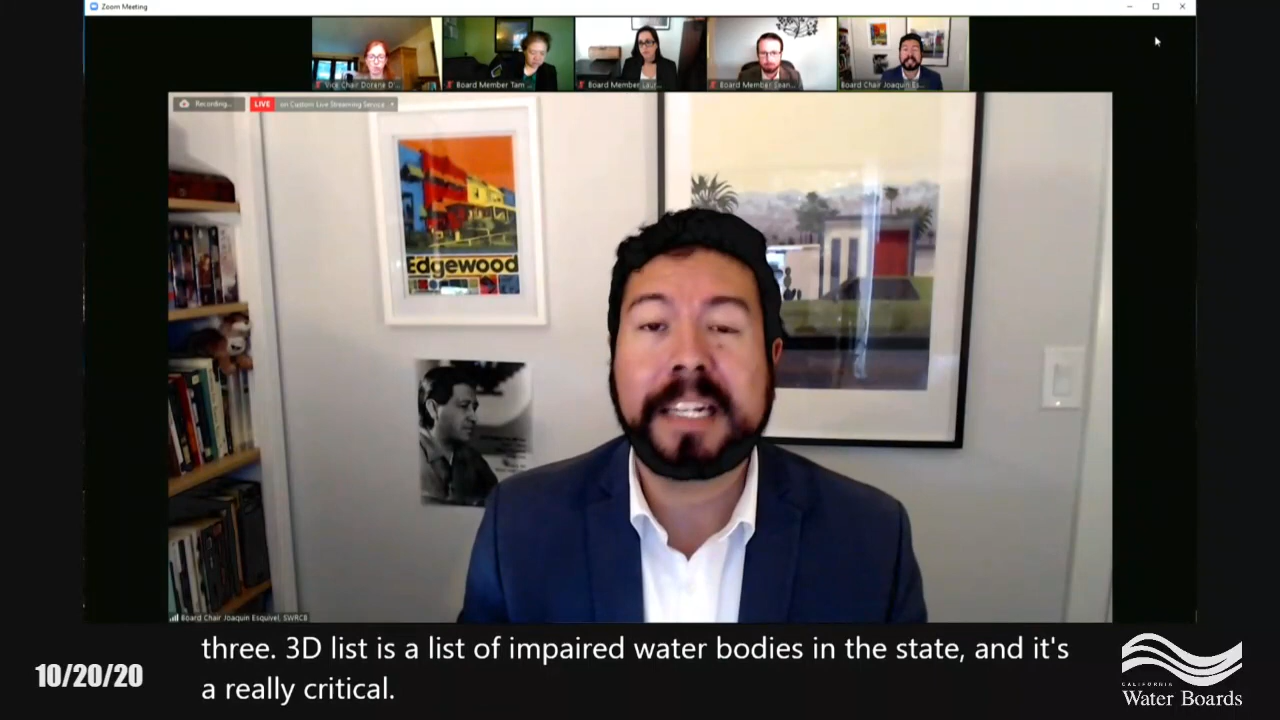 Zoom Meeting
Vice Chair Dorene D...
Board Member Tam ...
Board Member Laur...
Board Member Sean...
Board Chair Joaquin Es...
Recording...
LIVE
on Custom Live Streaming Service
Edgewood
Board Chair Joaquin Esquivel, SWRCB
three. 3D list is a list of impaired water bodies in the state, and it's
a really critical.
10/20/20
CALIFORNIA
Water Boards